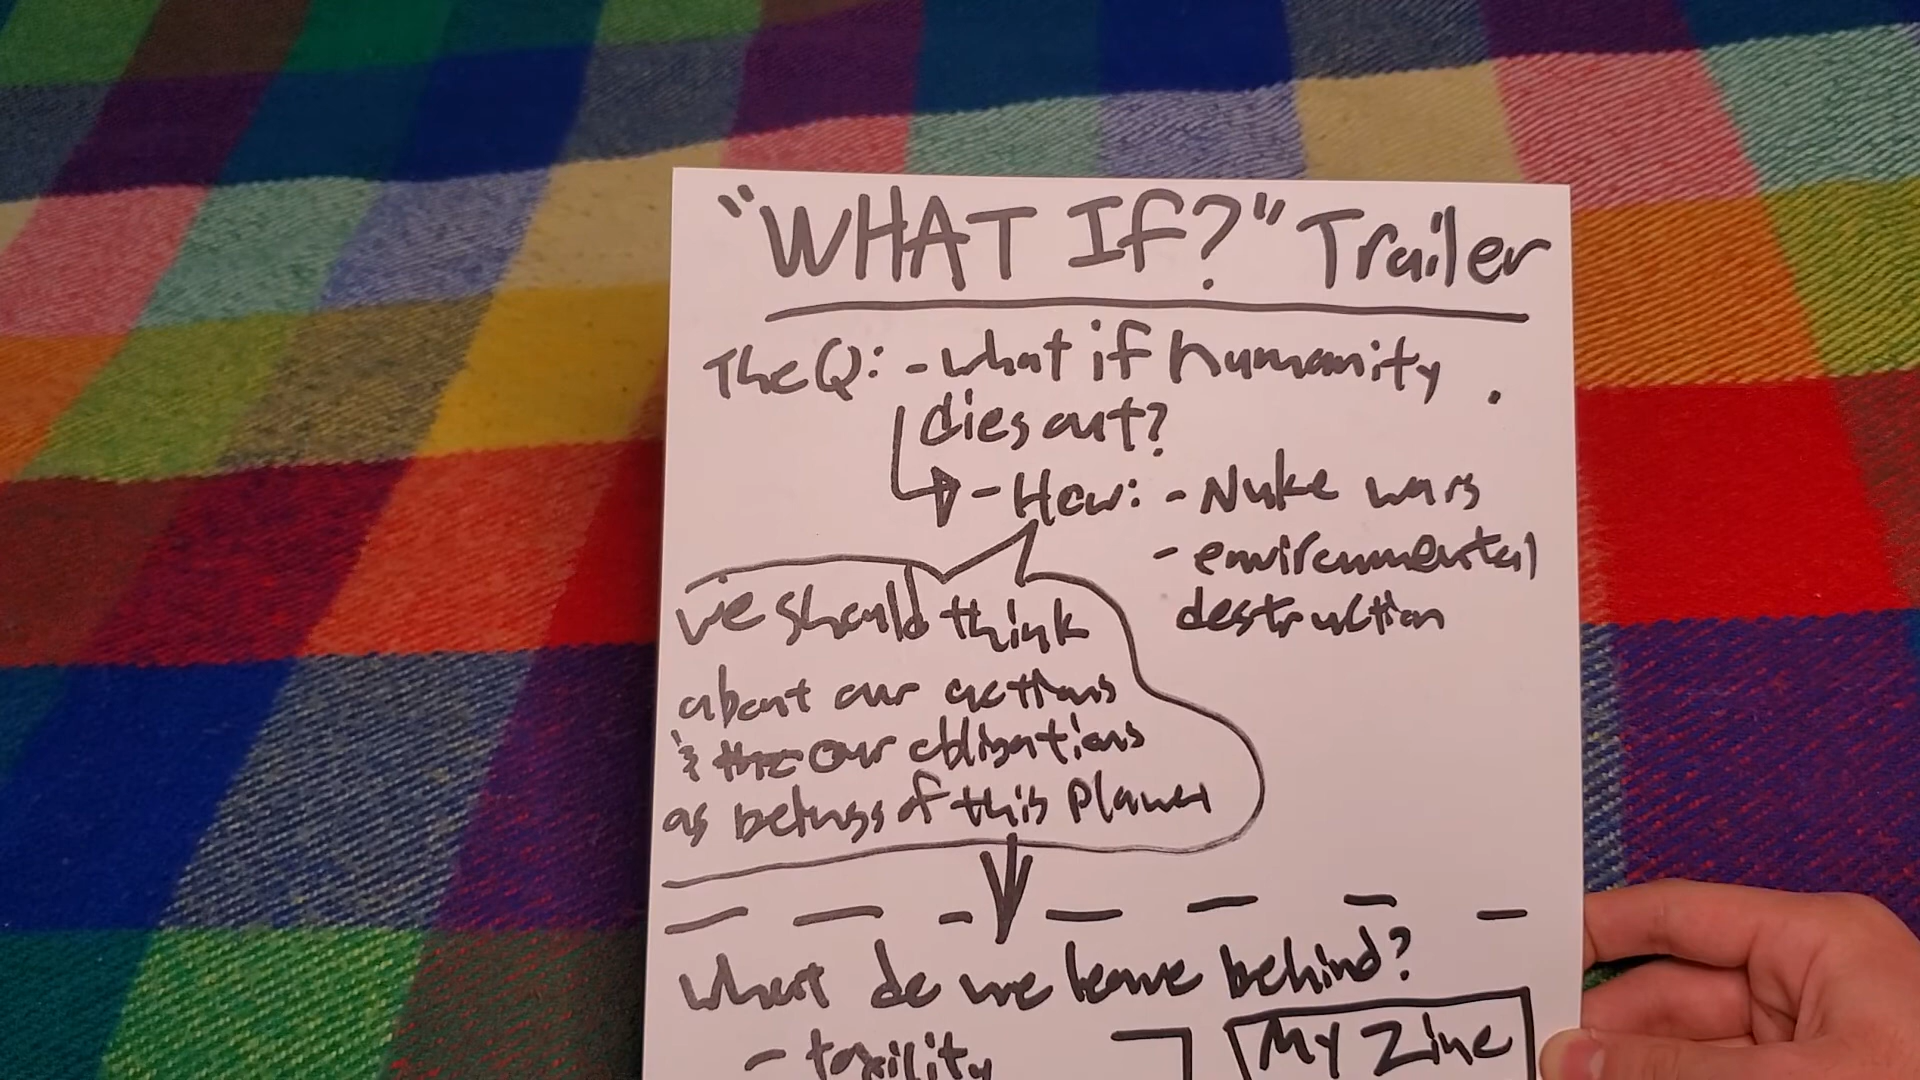 "WHAT IF?" Trailer
The Q: - what if humanity
dies out?
- How: - Nuke wars
- environmental
destruction
we should think
about our actions
& the our obligations
as beings of this planet
what do we leave behind?
- toxicity
My Zine